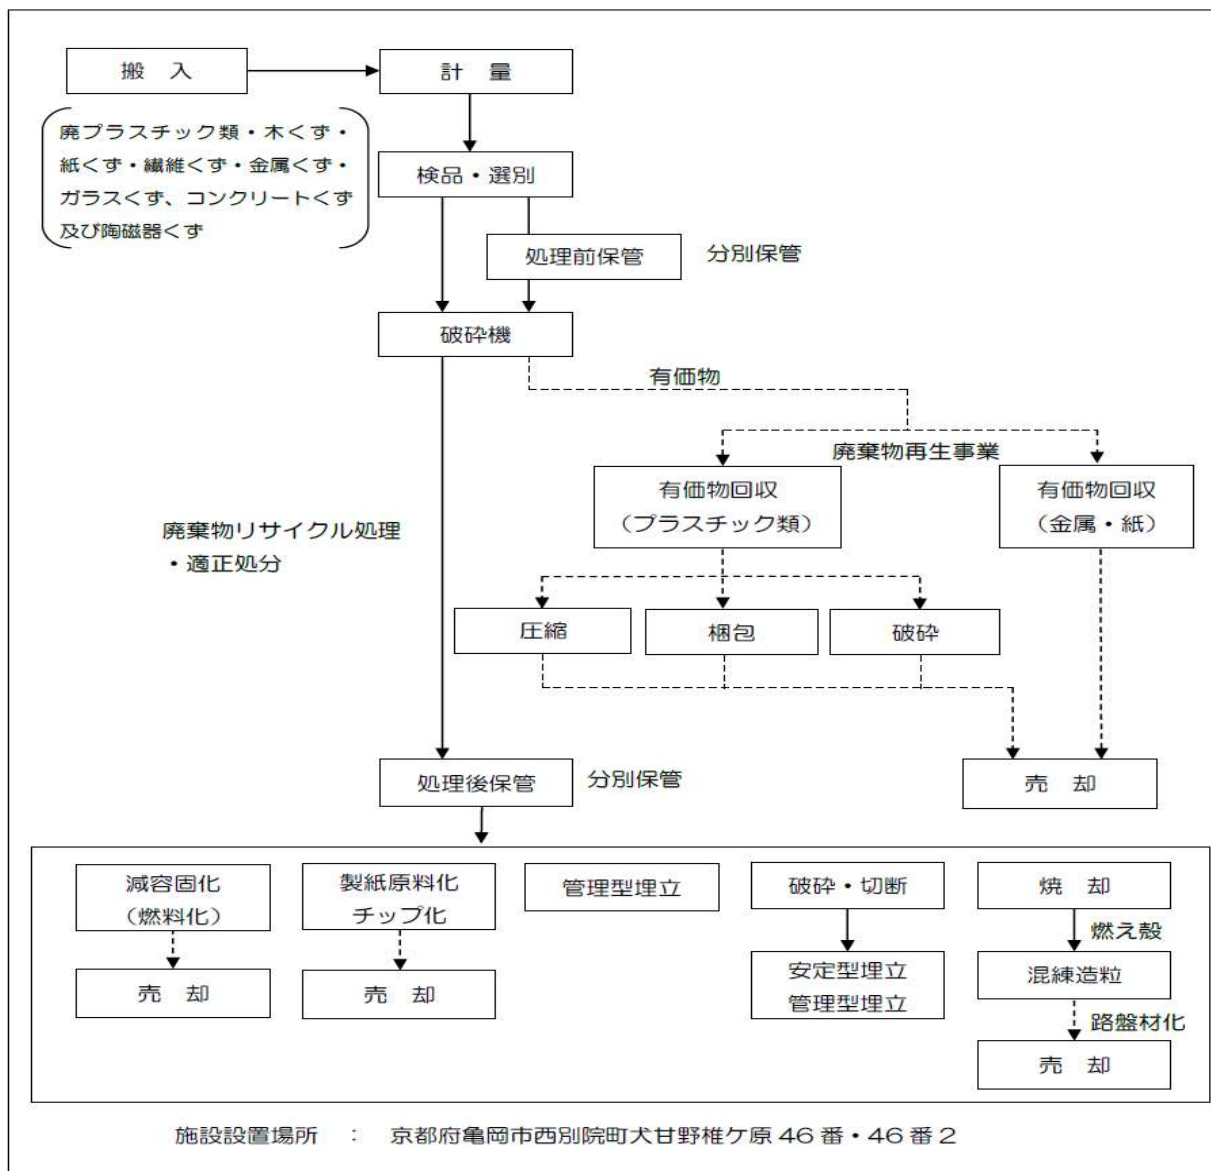 搬　入
計　量
廃プラスチック類・木くず・
紙くず・繊維くず・金属くず・
ガラスくず、コンクリートくず
及び陶磁器くず
検品・選別
処理前保管
分別保管
破砕機
有価物
廃棄物再生事業
有価物回収
（プラスチック類）
有価物回収
（金属・紙）
廃棄物リサイクル処理
・適正処分
圧縮
梱包
破砕
処理後保管
分別保管
売　却
減容固化
（燃料化）
製紙原料化
チップ化
管理型埋立
破砕・切断
焼　却
燃え殻
売　却
売　却
安定型埋立
管理型埋立
混練造粒
路盤材化
売　却
施設設置場所　：　京都府亀岡市西別院町犬甘野椎ケ原46番・46番2